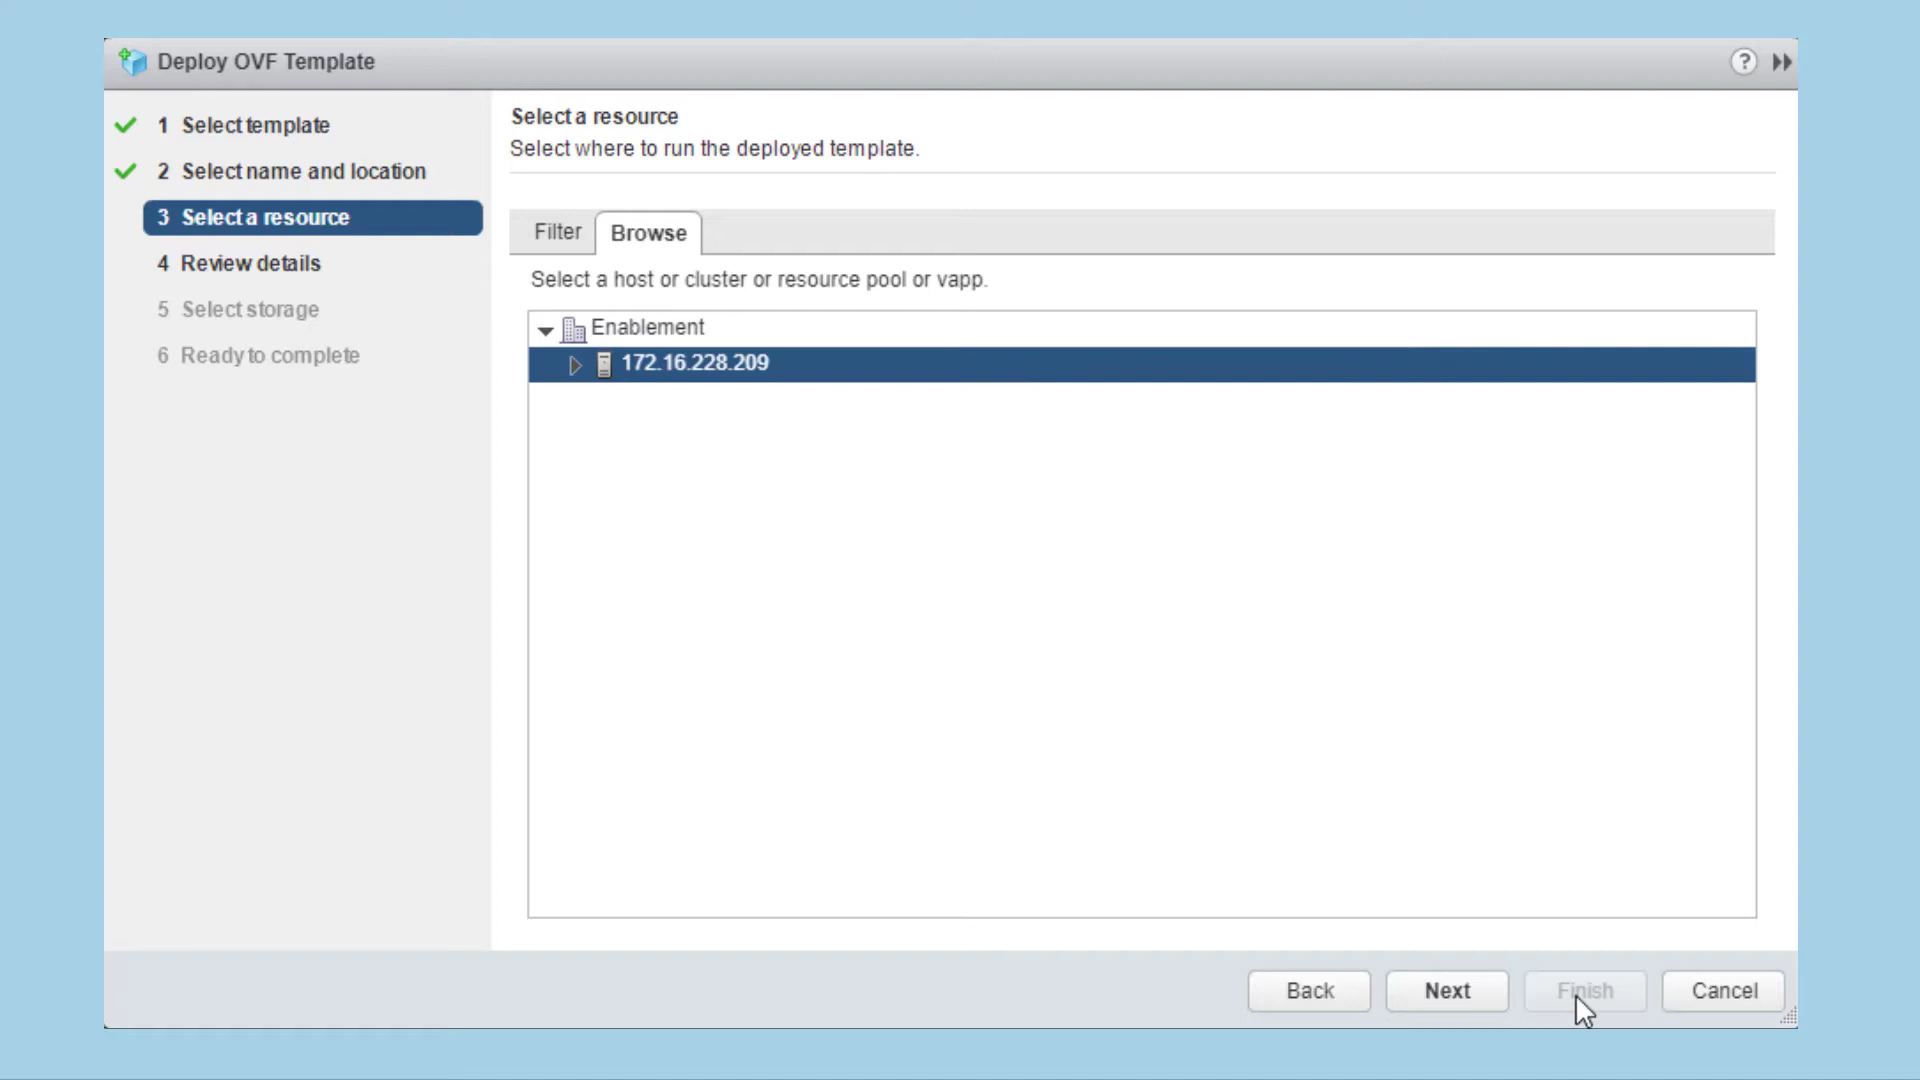 Deploy OVF Template
?
1 Select template
2 Select name and location
3 Select a resource
4 Review details
5 Select storage
6 Ready to complete
Select a resource
Select where to run the deployed template.
Filter
Browse
Select a host or cluster or resource pool or vapp.
Enablement
172.16.228.209
Back
Next
Finish
Cancel